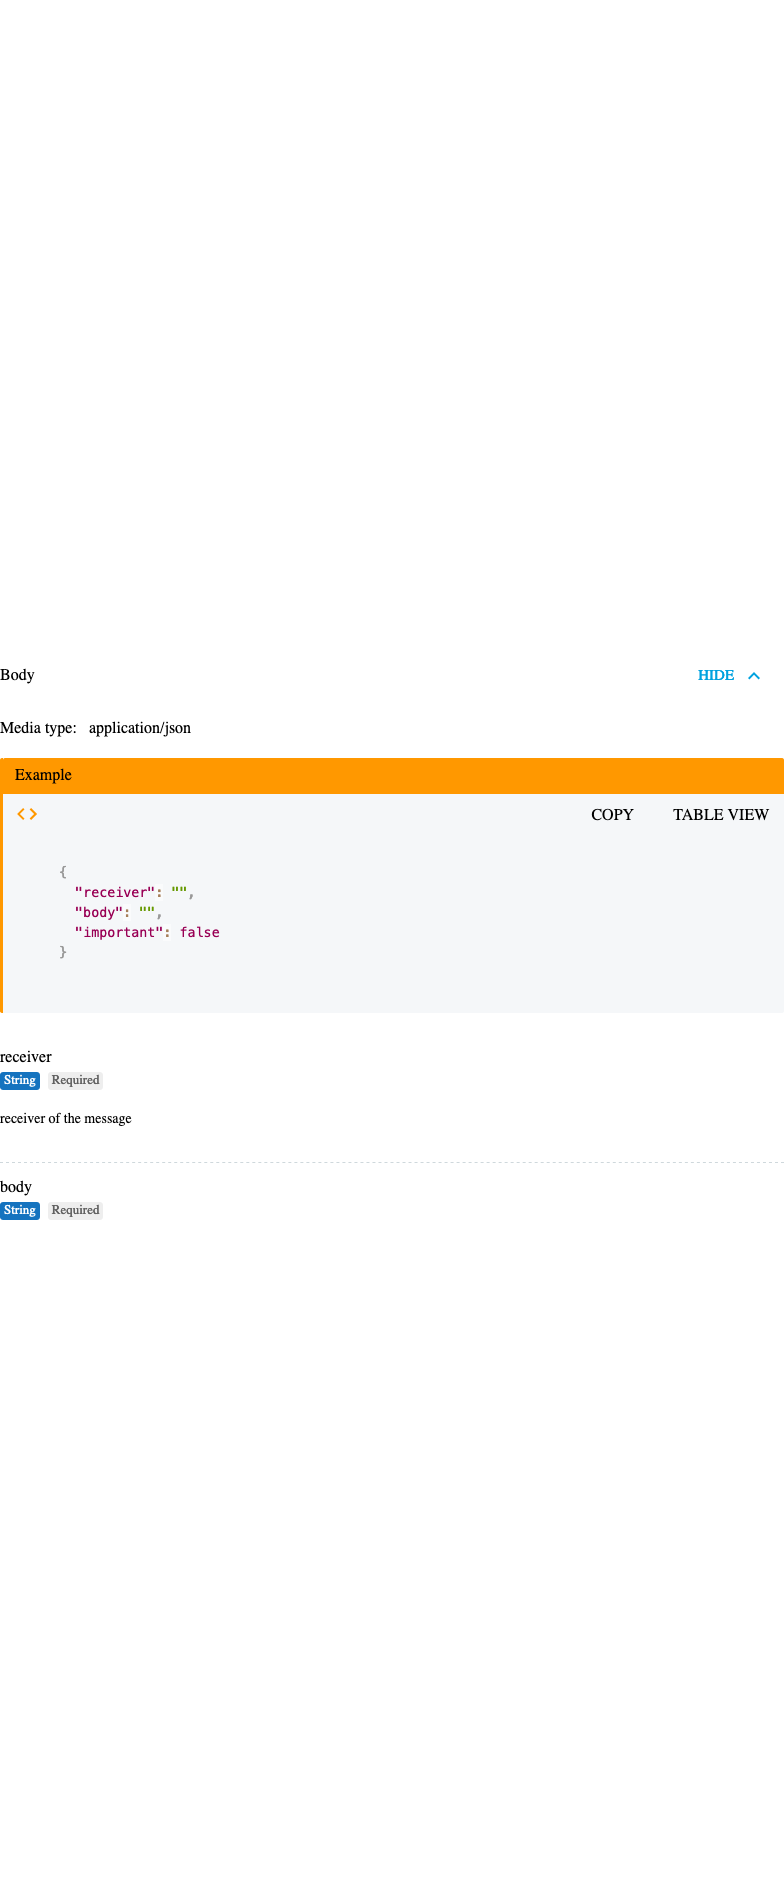 Body
HIDE
Media type: application/json
Example
COPY TABLE VIEW
{
  "receiver": "",
  "body": "",
  "important": false
}
receiver
String Required
receiver of the message
body
String Required